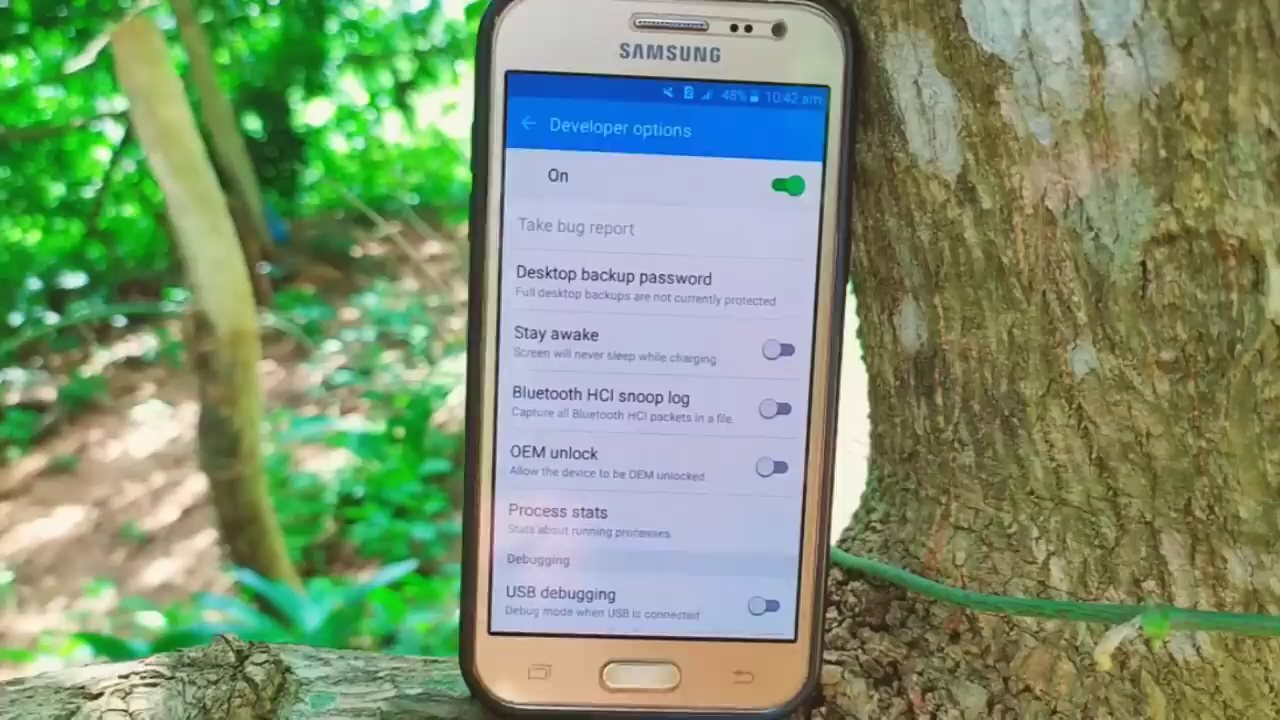 SAMSUNG
48% 10:42 am
Developer options
On
Take bug report
Desktop backup password
Full desktop backups are not currently protected
Stay awake
Screen will never sleep while charging
Bluetooth HCI snoop log
Capture all Bluetooth HCI packets in a file.
OEM unlock
Allow the device to be OEM unlocked
Process stats
Stats about running processes.
Debugging
USB debugging
Debug mode when USB is connected